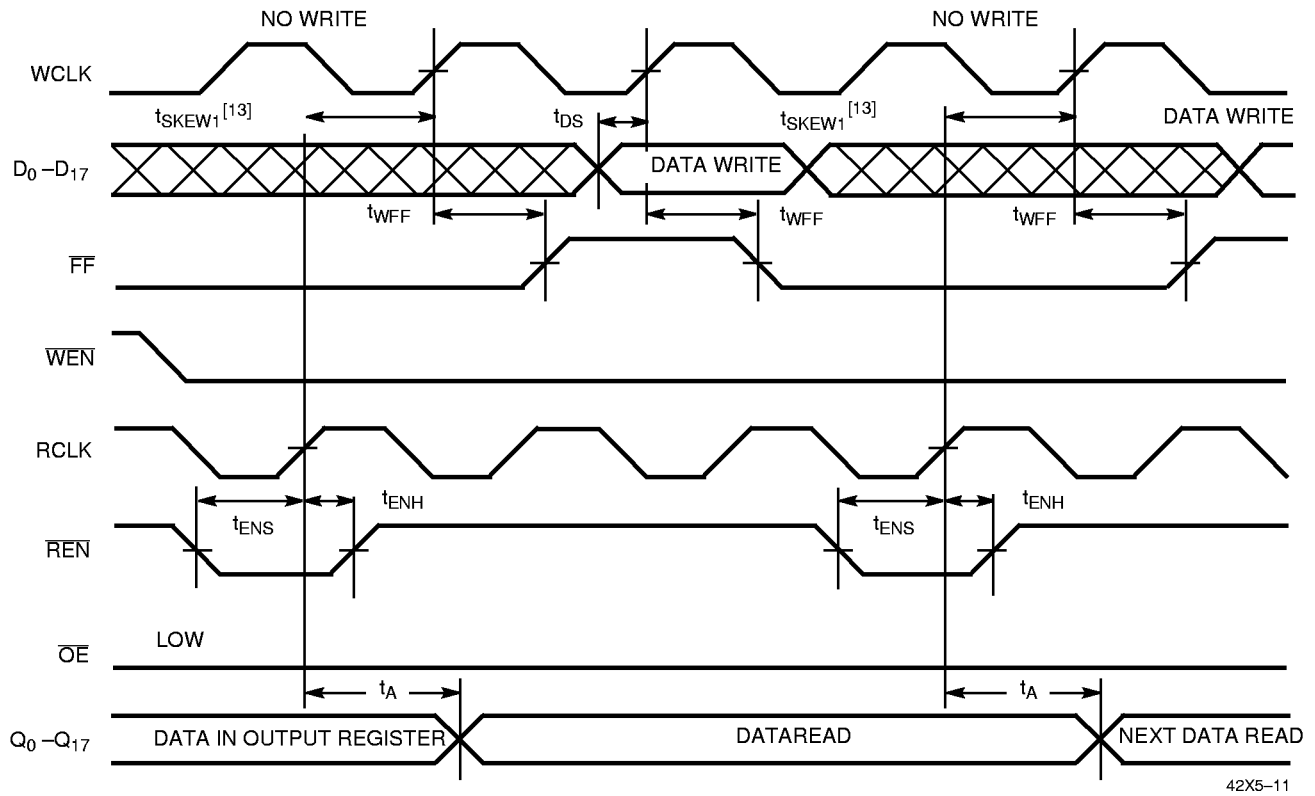 NO WRITE
NO WRITE
WCLK
tSKEW1[13]
tDS
tSKEW1[13]
DATA WRITE
D0–D17
DATA WRITE
tWFF
tWFF
tWFF
FF
WEN
RCLK
tENS
tENH
tENS
tENH
REN
LOW
OE
tA
tA
Q0–Q17
DATA IN OUTPUT REGISTER
DATAREAD
NEXT DATA READ
42X5–11